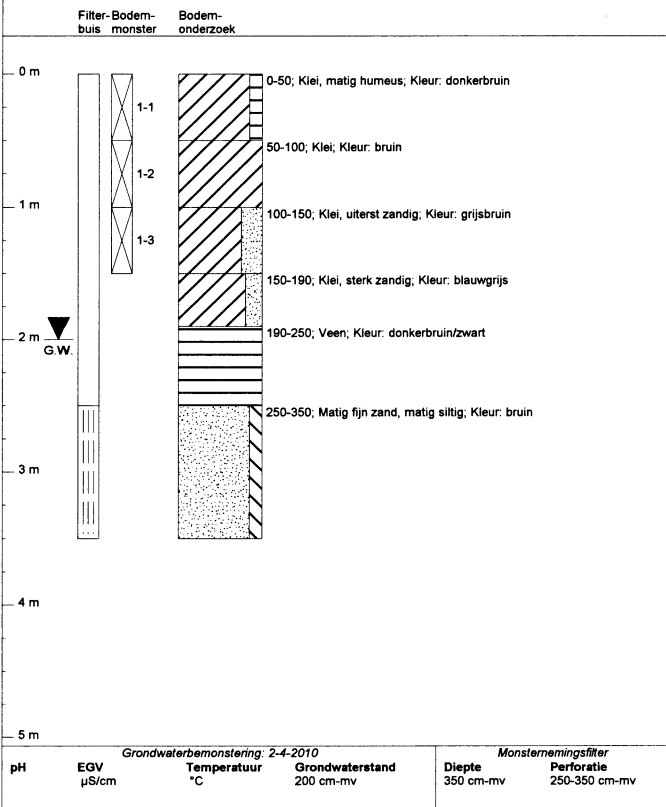 Filter- Bodem- Bodem-
buis monster onderzoek
0 m
0-50; Klei, matig humeus; Kleur: donkerbruin
1-1
50-100; Klei; Kleur: bruin
1-2
1 m
100-150; Klei, uiterst zandig; Kleur: grijsbruin
1-3
150-190; Klei, sterk zandig; Kleur: blauwgrijs
190-250; Veen; Kleur: donkerbruin/zwart
2 m
G.W.
250-350; Matig fijn zand, matig siltig; Kleur: bruin
3 m
4 m
5 m
Grondwaterbemonstering: 2-4-2010 Monsternemingsfilter
pH EGV Temperatuur Grondwaterstand Diepte Perforatie
µS/cm °C 200 cm-mv 350 cm-mv 250-350 cm-mv